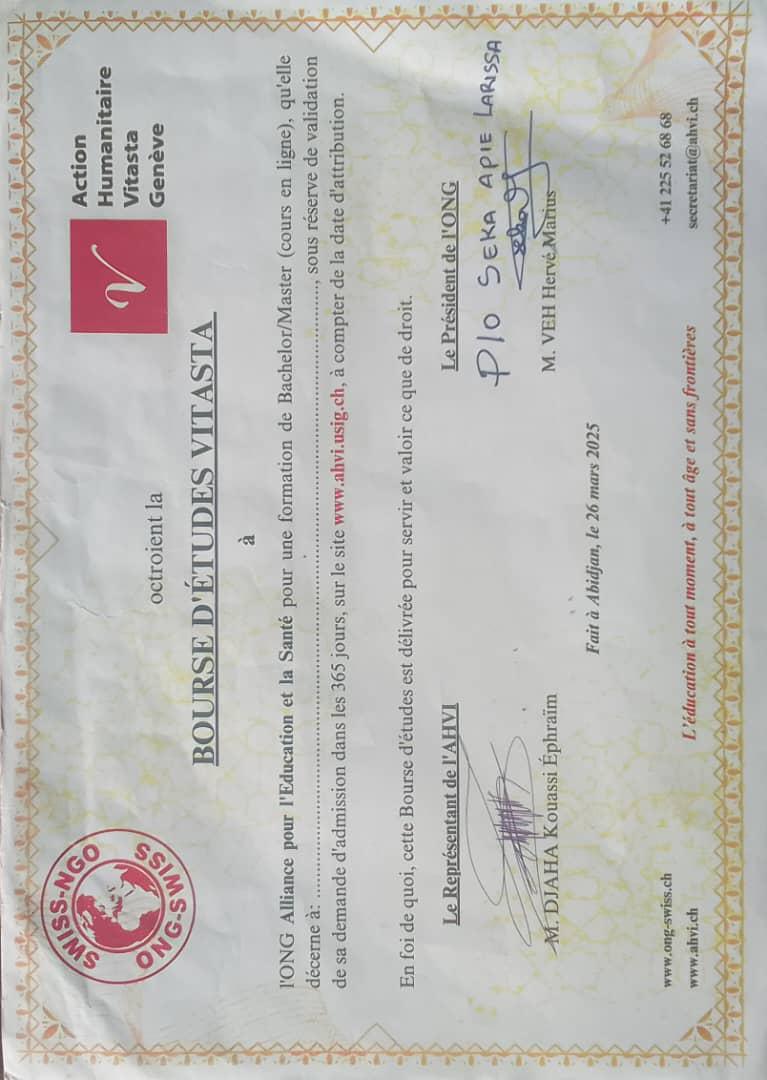 SWISS-NGO
ONG-SWISS
Action
Humanitaire
Vitasta
Genève
octroient la
BOURSE D'ÉTUDES VITASTA
à
l'ONG Alliance pour l'Education et la Santé pour une formation de Bachelor/Master (cours en ligne), qu'elle
décerne à: ........................................................................................................, sous réserve de validation
de sa demande d'admission dans les 365 jours, sur le site www.ahvi.usig.ch, à compter de la date d'attribution.
En foi de quoi, cette Bourse d'études est délivrée pour servir et valoir ce que de droit.
Le Représentant de l'AHVI
Le Président de l'ONG
P/O SEKA APIE LARISSA
M. DJAHA Kouassi Éphraïm
M. VEH Hervé Marius
Fait à Abidjan, le 26 mars 2025
www.ong-swiss.ch
+41 225 52 68 68
www.ahvi.ch
L'éducation à tout moment, à tout âge et sans frontières
secretariat@ahvi.ch